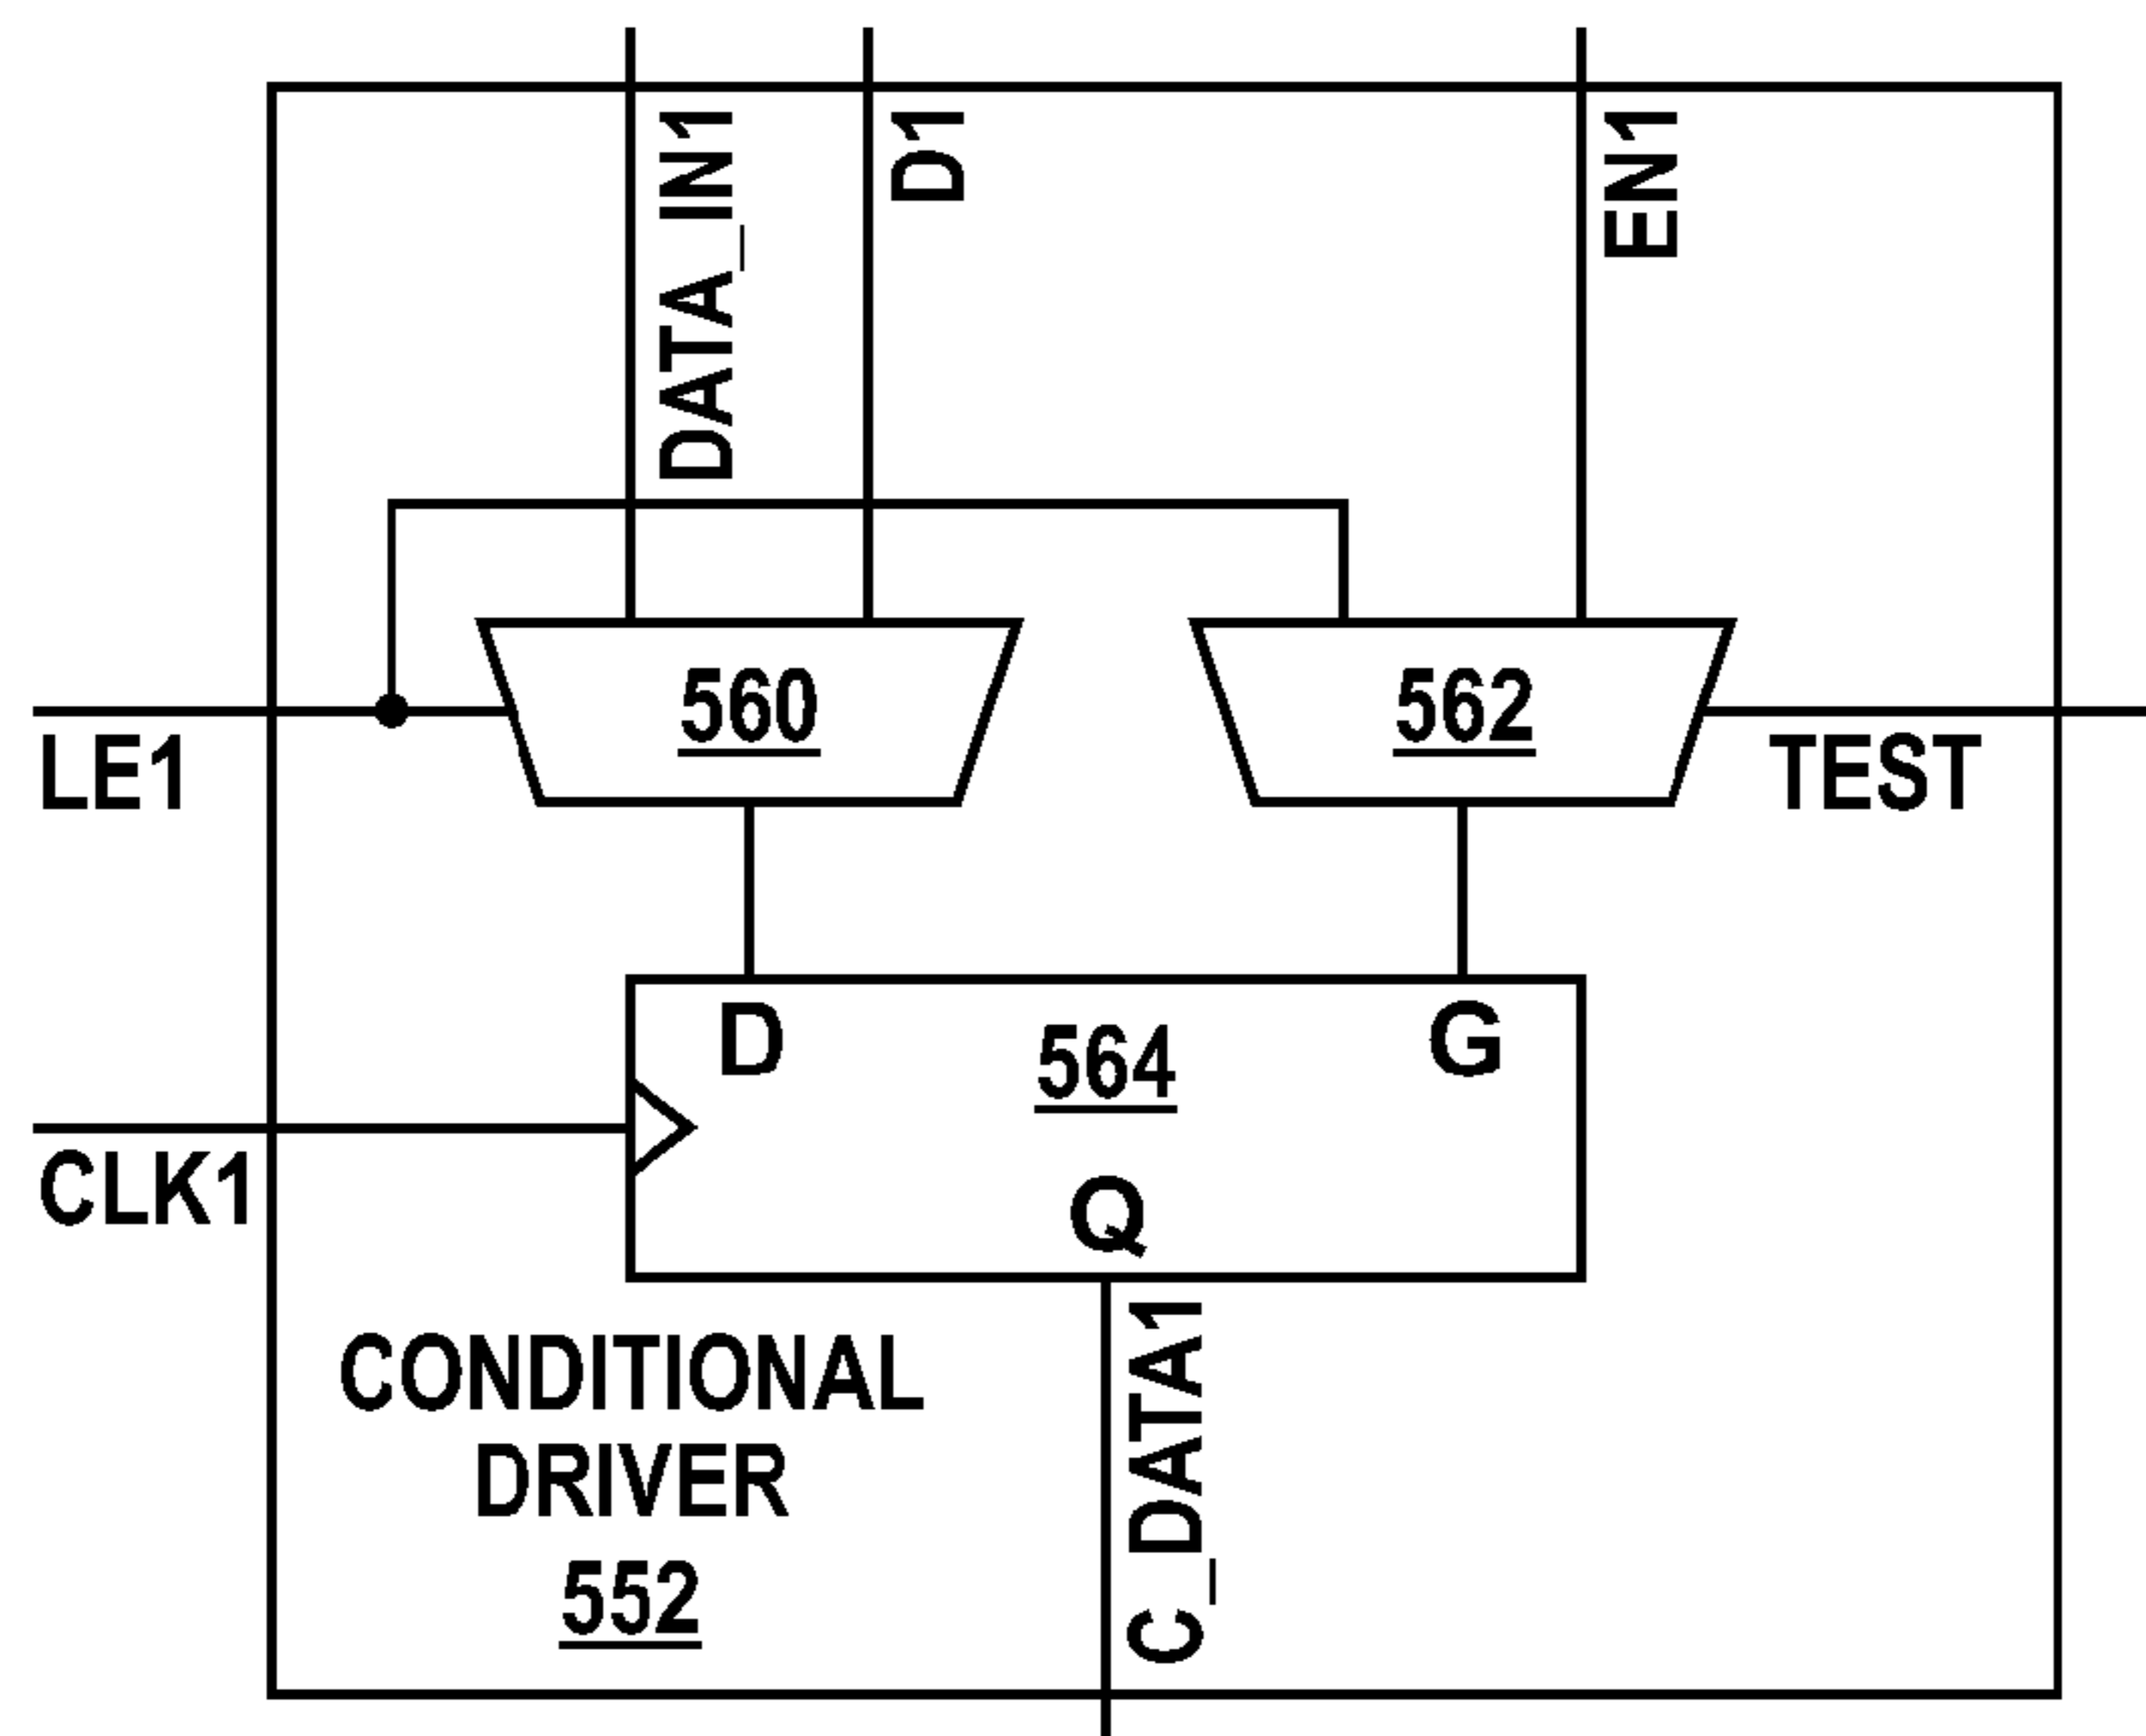 DATA_IN1
D1
EN1
560
562
LE1
TEST
D
564
G
CLK1
Q
CONDITIONAL
DRIVER
552
C_DATA1